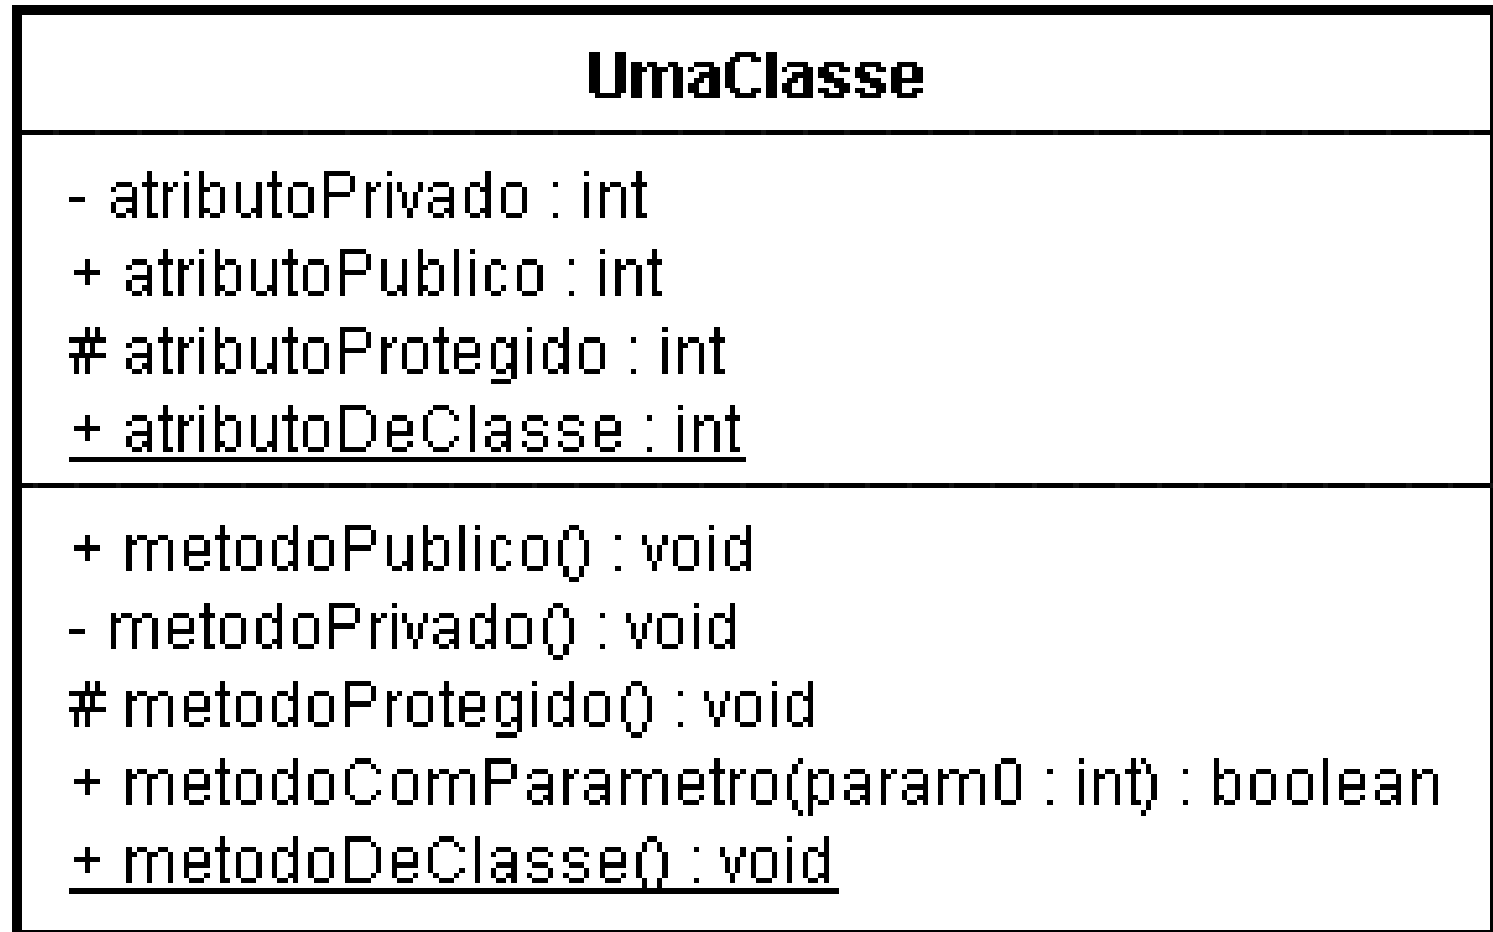 UmaClasse
- atributoPrivado : int
+ atributoPublico : int
# atributoProtegido : int
+ atributoDeClasse : int
+ metodoPublico() : void
- metodoPrivado() : void
# metodoProtegido() : void
+ metodoComParametro(param0 : int) : boolean
+ metodoDeClasse() : void